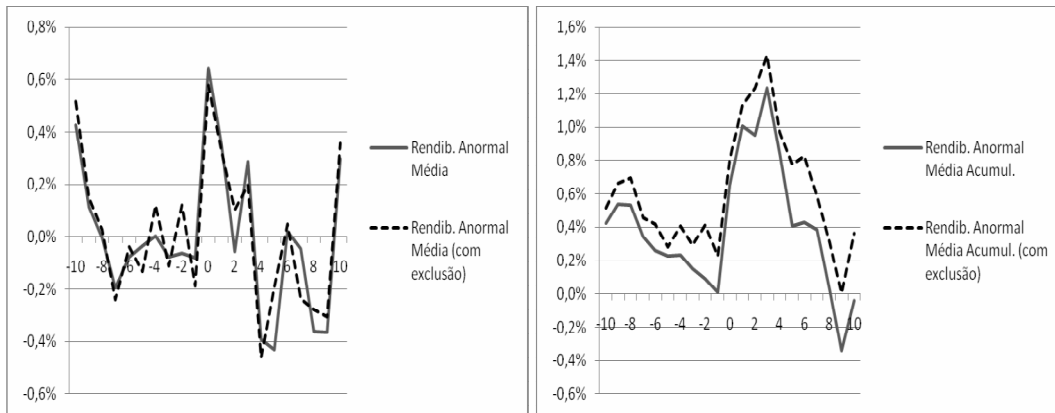 0,8%
0,6%
0,4%
0,2%
0,0%
-0,2%
-0,4%
-0,6%
-10 -8 -6 -4 -2 0 2 4 6 8 10
Rendib. Anormal
Média
Rendib. Anormal
Média (com
exclusão)
1,6%
1,4%
1,2%
1,0%
0,8%
0,6%
0,4%
0,2%
0,0%
-0,2%
-0,4%
-0,6%
-10 -8 -6 -4 -2 0 2 4 6 8 10
Rendib. Anormal
Média Acumul.
Rendib. Anormal
Média Acumul. (com
exclusão)